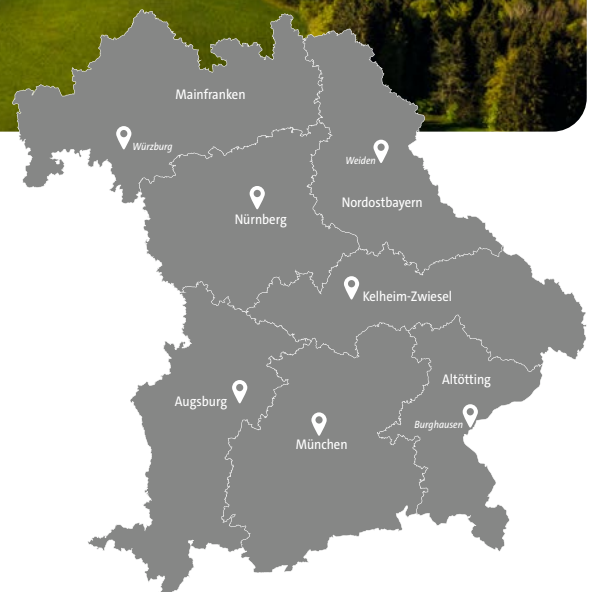 Mainfranken
Würzburg
Weiden
Nordostbayern
Nürnberg
Kelheim-Zwiesel
Altötting
Augsburg
Burghausen
München